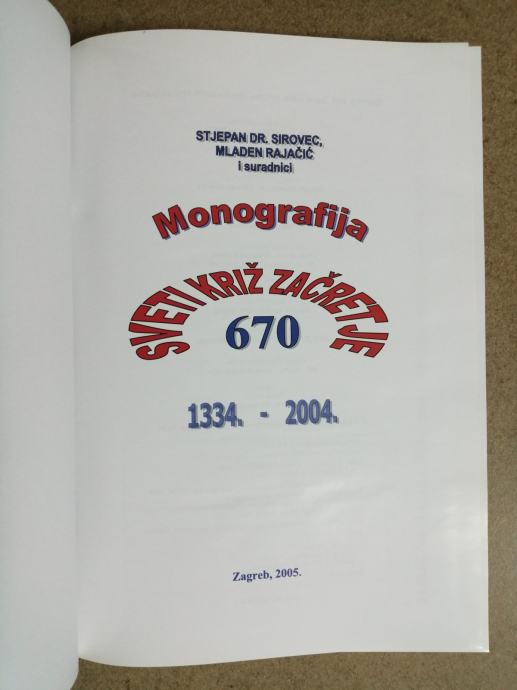 STJEPAN DR. SIROVEC,
MLADEN RAJAČIĆ
i suradnici
Monografija
SVETI KRIŽ ZAČRETJE
670
1334. - 2004.
Zagreb, 2005.